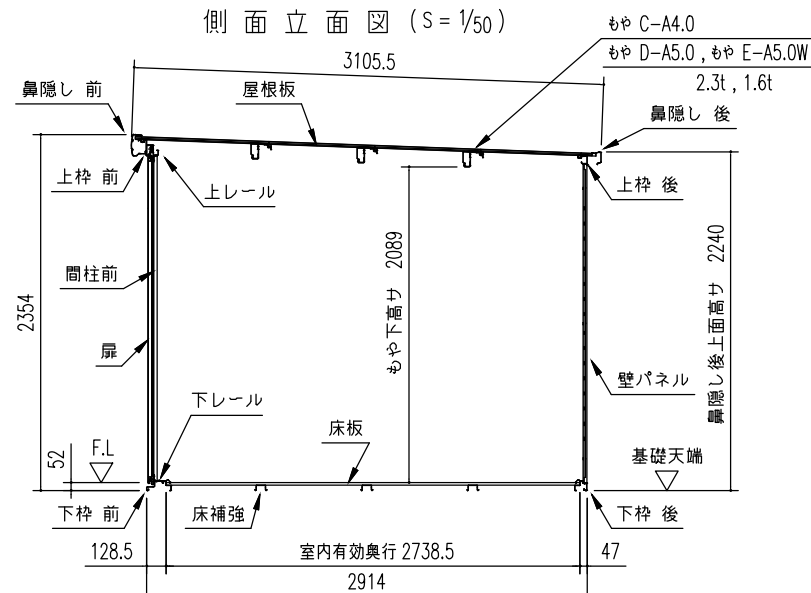 側面立面図 (S=1/50)
もや C-A4.0
もや D-A5.0 , もや E-A5.0W
2.3t , 1.6t
3105.5
鼻隠し 前
屋根板
鼻隠し 後
上枠 前
上レール
上枠 後
間柱前
もや下高サ 2089
2354
鼻隠し後上面高サ 2240
扉
壁パネル
下レール
床板
F.L
52
基礎天端
下枠 前
床補強
下枠 後
128.5
室内有効奥行 2738.5
47
2914